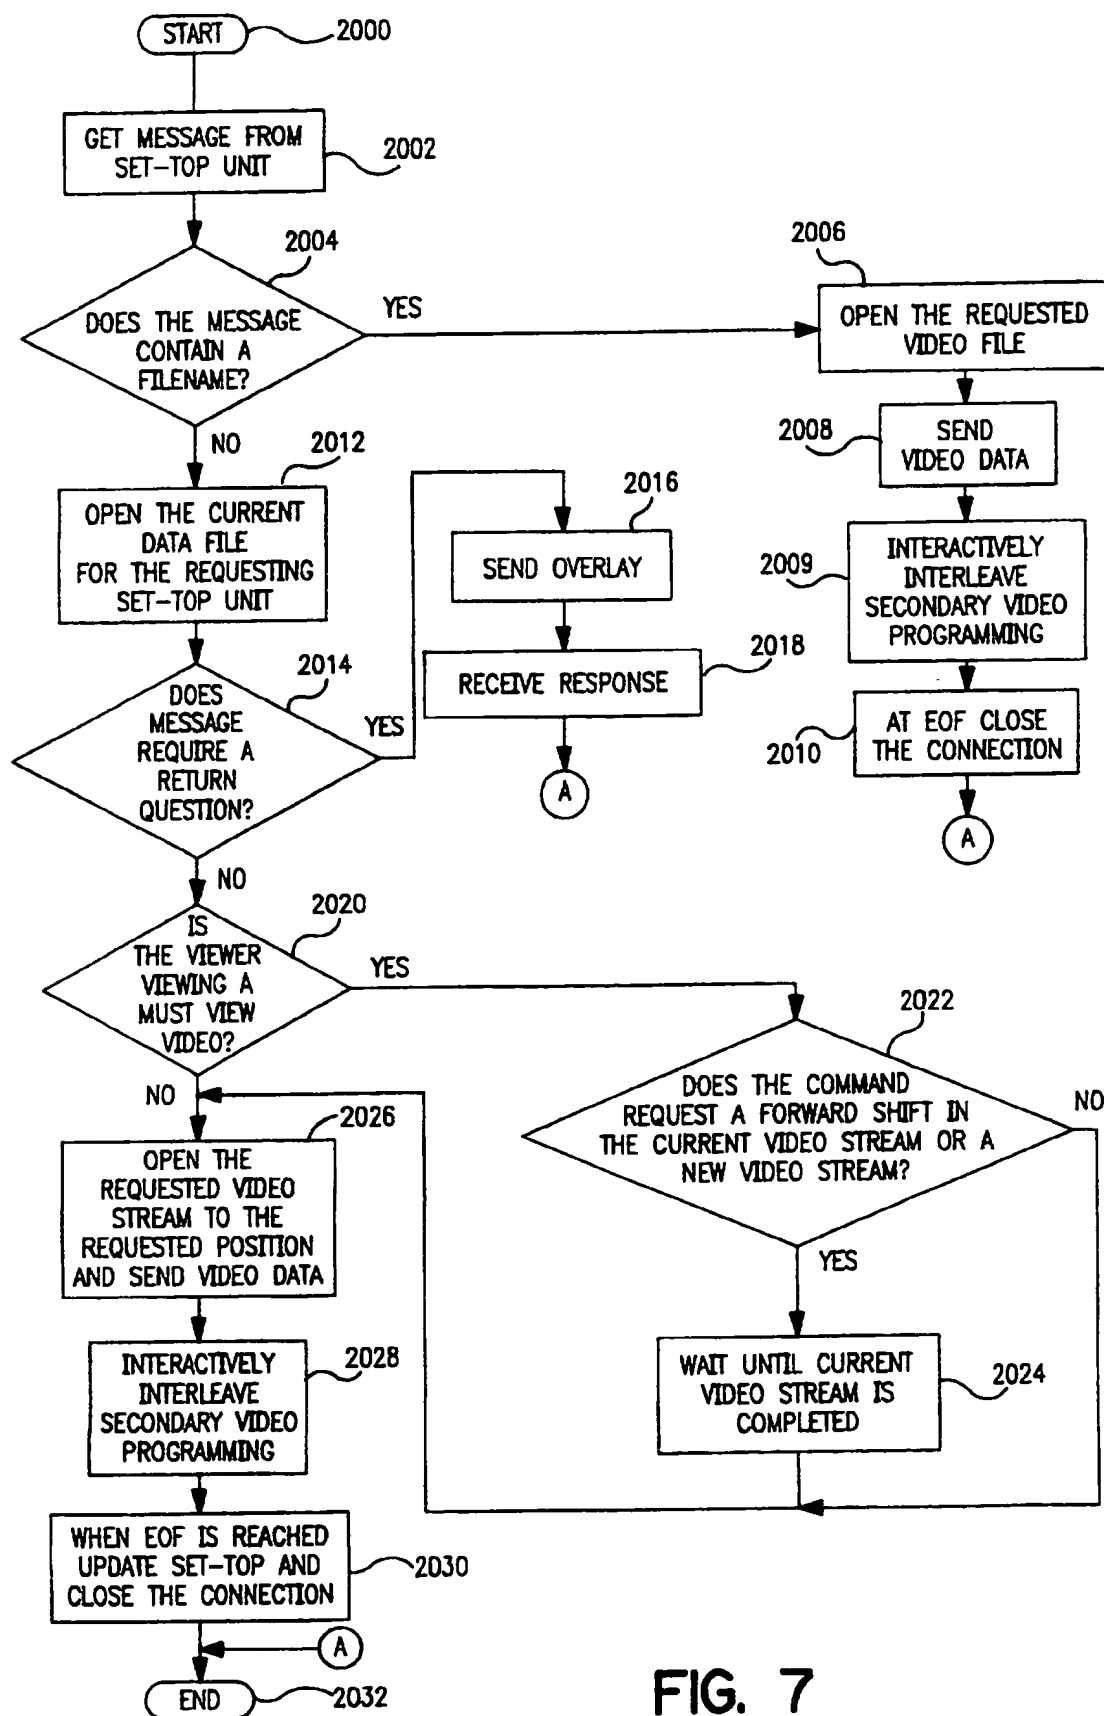 START
2000
GET MESSAGE FROM
SET-TOP UNIT
2002
2004
DOES THE MESSAGE
CONTAIN A
FILENAME?
YES
NO
2006
OPEN THE REQUESTED
VIDEO FILE
2008
SEND
VIDEO DATA
2009
INTERACTIVELY
INTERLEAVE
SECONDARY VIDEO
PROGRAMMING
2010
AT EOF CLOSE
THE CONNECTION
A
2012
OPEN THE CURRENT
DATA FILE
FOR THE REQUESTING
SET-TOP UNIT
2014
DOES
MESSAGE
REQUIRE A
RETURN
QUESTION?
YES
NO
2016
SEND OVERLAY
2018
RECEIVE RESPONSE
A
2020
IS
THE VIEWER
VIEWING A
MUST VIEW
VIDEO?
YES
NO
2022
DOES THE COMMAND
REQUEST A FORWARD SHIFT IN
THE CURRENT VIDEO STREAM OR A
NEW VIDEO STREAM?
NO
YES
2024
WAIT UNTIL CURRENT
VIDEO STREAM IS
COMPLETED
2026
OPEN THE
REQUESTED VIDEO
STREAM TO THE
REQUESTED POSITION
AND SEND VIDEO DATA
2028
INTERACTIVELY
INTERLEAVE
SECONDARY VIDEO
PROGRAMMING
WHEN EOF IS REACHED
UPDATE SET-TOP AND
CLOSE THE CONNECTION
2030
A
END
2032
FIG. 7